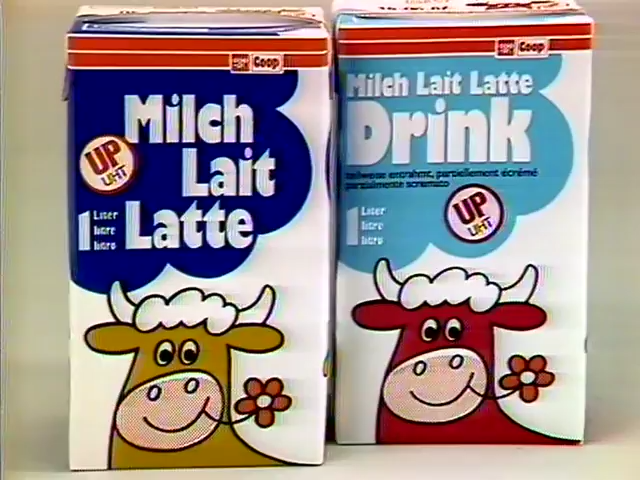 Coop
Milch
Lait
Latte
UP
UHT
1 Liter
litre
litro
Coop
Milch Lait Latte
Drink
teilweise entrahmt, partiellement écrémé
parzialmente scremato
UP
UHT
1 Liter
litre
litro